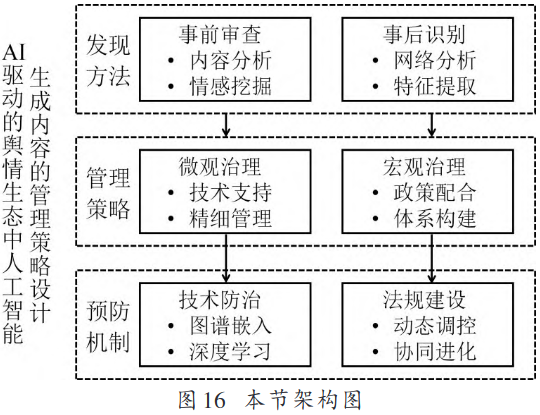 AI驱动的舆情生态中人工智能
生成内容的管理策略设计
发现
方法
事前审查
• 内容分析
• 情感挖掘
事后识别
• 网络分析
• 特征提取
管理
策略
微观治理
• 技术支持
• 精细管理
宏观治理
• 政策配合
• 体系构建
预防
机制
技术防治
• 图谱嵌入
• 深度学习
法规建设
• 动态调控
• 协同进化
图16 本节架构图